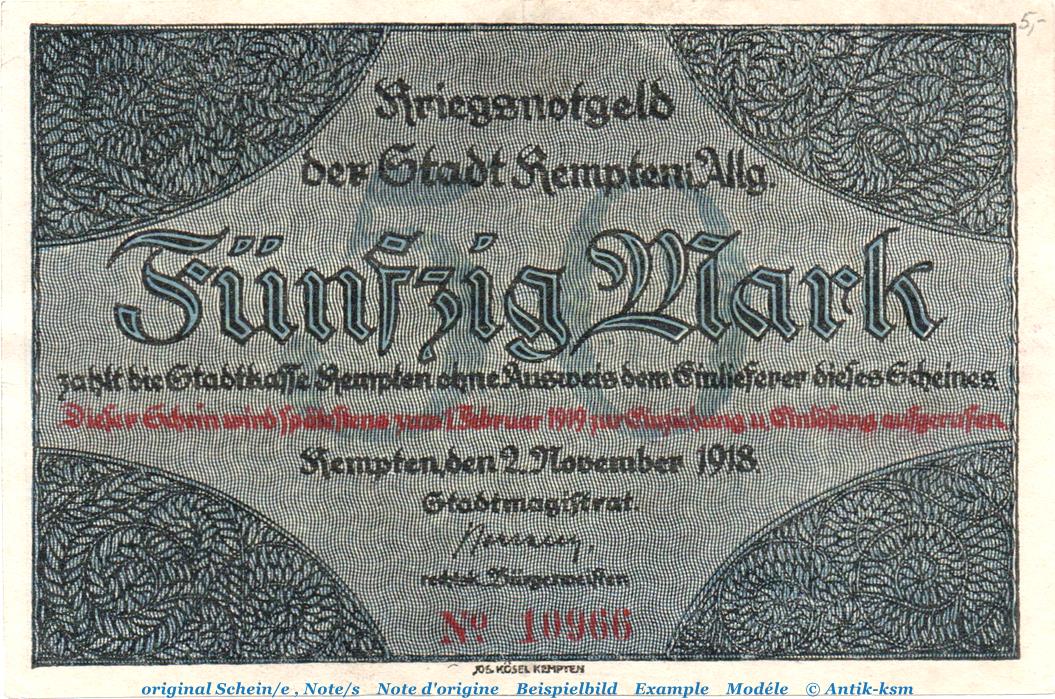 5,-
Kriegsnotgeld
der Stadt Kempten i. Allg.
50
Fünfzig Mark
zahlt die Stadtkasse Kempten ohne Ausweis dem Einlieferer dieses Scheines
Dieser Schein wird spätestens zum 1. Februar 1919 zur Einziehung u. Einlösung aufgerufen.
Kempten, den 2. November 1918.
Stadtmagistrat.
rechtsk. Bürgermeister
No 10966
JOS. KÖSEL KEMPTEN
original Schein/e , Note/s Note d'origine Beispielbild Example Modéle © Antik-ksm